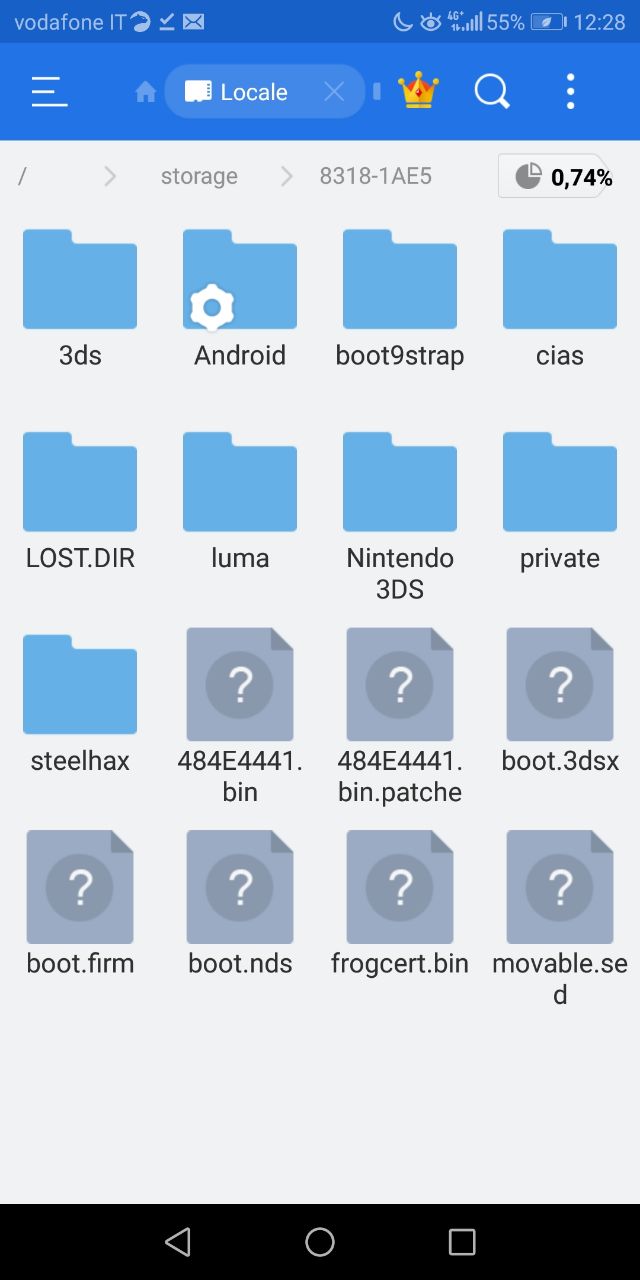 vodafone IT 4G+ 55% 12:28
Locale
/ storage 8318-1AE5 0,74%
3ds Android boot9strap cias
LOST.DIR luma Nintendo private
3DS
steelhax 484E4441. 484E4441. boot.3dsx
bin bin.patche
boot.firm boot.nds frogcert.bin movable.se
d